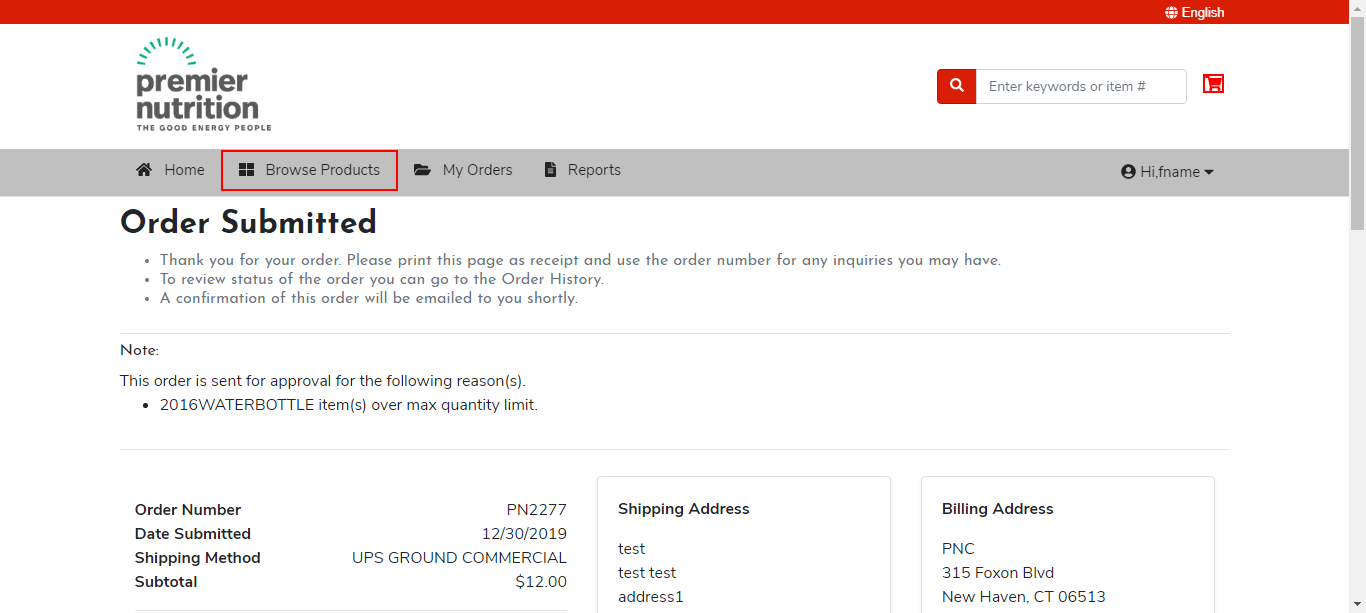 English
premier
nutrition
THE GOOD ENERGY PEOPLE
Enter keywords or item #
Home
Browse Products
My Orders
Reports
Hi,fname
Order Submitted
Thank you for your order. Please print this page as receipt and use the order number for any inquiries you may have.
To review status of the order you can go to the Order History.
A confirmation of this order will be emailed to you shortly.
Note:
This order is sent for approval for the following reason(s).
2016WATERBOTTLE item(s) over max quantity limit.
Order Number PN2277
Date Submitted 12/30/2019
Shipping Method UPS GROUND COMMERCIAL
Subtotal $12.00
Shipping Address
test
test test
address1
Billing Address
PNC
315 Foxon Blvd
New Haven, CT 06513